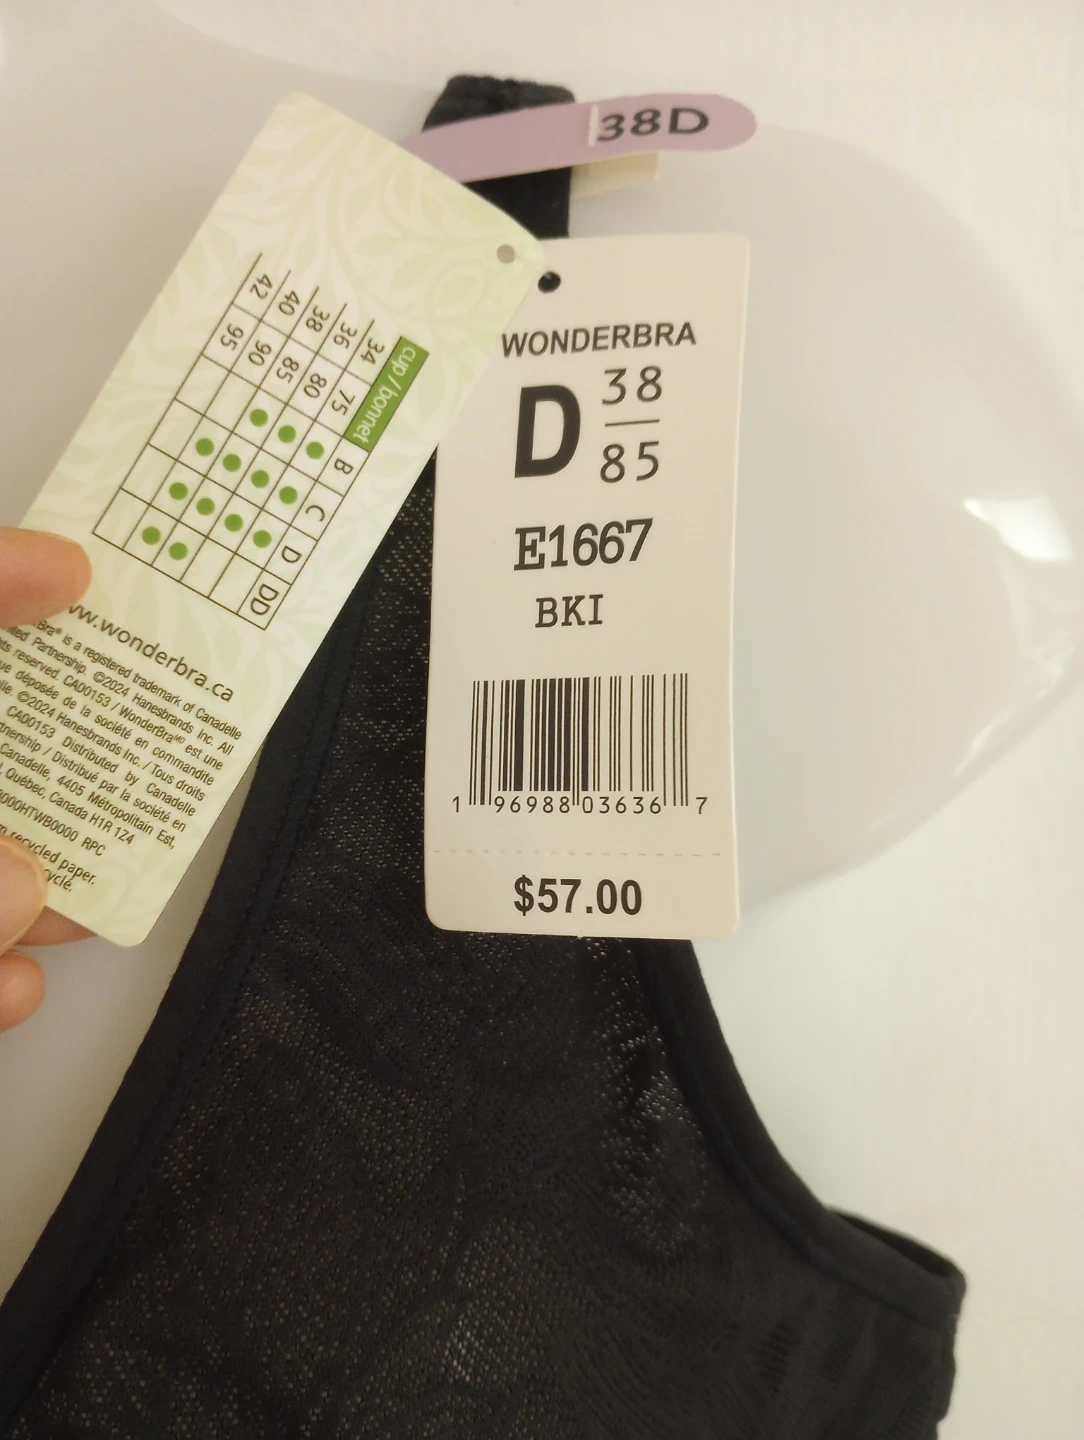 38D
WONDERBRA
D 38
85
E1667
BKI
1 96988 03636 7
$57.00
cup / bonnet B C D DD
34 75
36 80
38 85
40 90
42 95
www.wonderbra.ca
is a registered trademark of Canadelle
Partnership. ©2024 Hanesbrands Inc. All
reserved. CA00153 / WonderBra est une
déposée de la société en commandite
©2024 Hanesbrands Inc. / Tous droits
CA00153 Distributed by Canadelle
/ Distribué par la société en
Canadelle, 4405 Métropolitain Est,
Québec, Canada H1R 1Z4
RPC
recycled paper.